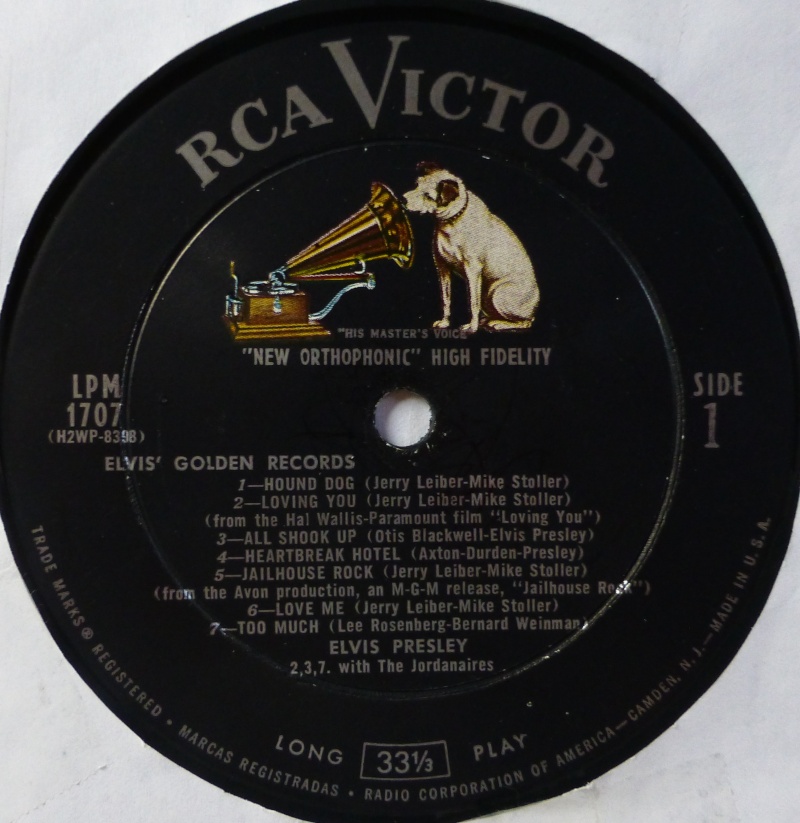 RCA VICTOR
"HIS MASTER'S VOICE"
"NEW ORTHOPHONIC" HIGH FIDELITY
LPM
1707
(H2WP-8398)
SIDE
1
ELVIS' GOLDEN RECORDS
1—HOUND DOG (Jerry Leiber-Mike Stoller)
2—LOVING YOU (Jerry Leiber-Mike Stoller)
(from the Hal Wallis-Paramount film "Loving You")
3—ALL SHOOK UP (Otis Blackwell-Elvis Presley)
4—HEARTBREAK HOTEL (Axton-Durden-Presley)
5—JAILHOUSE ROCK (Jerry Leiber-Mike Stoller)
(from the Avon production, an M-G-M release, "Jailhouse Rock")
6—LOVE ME (Jerry Leiber-Mike Stoller)
7—TOO MUCH (Lee Rosenberg-Bernard Weinman)
ELVIS PRESLEY
2,3,7. with The Jordanaires
LONG 33⅓ PLAY
TRADE MARKS ® REGISTERED • MARCAS REGISTRADAS • RADIO CORPORATION OF AMERICA—CAMDEN, N. J.—MADE IN U. S. A.